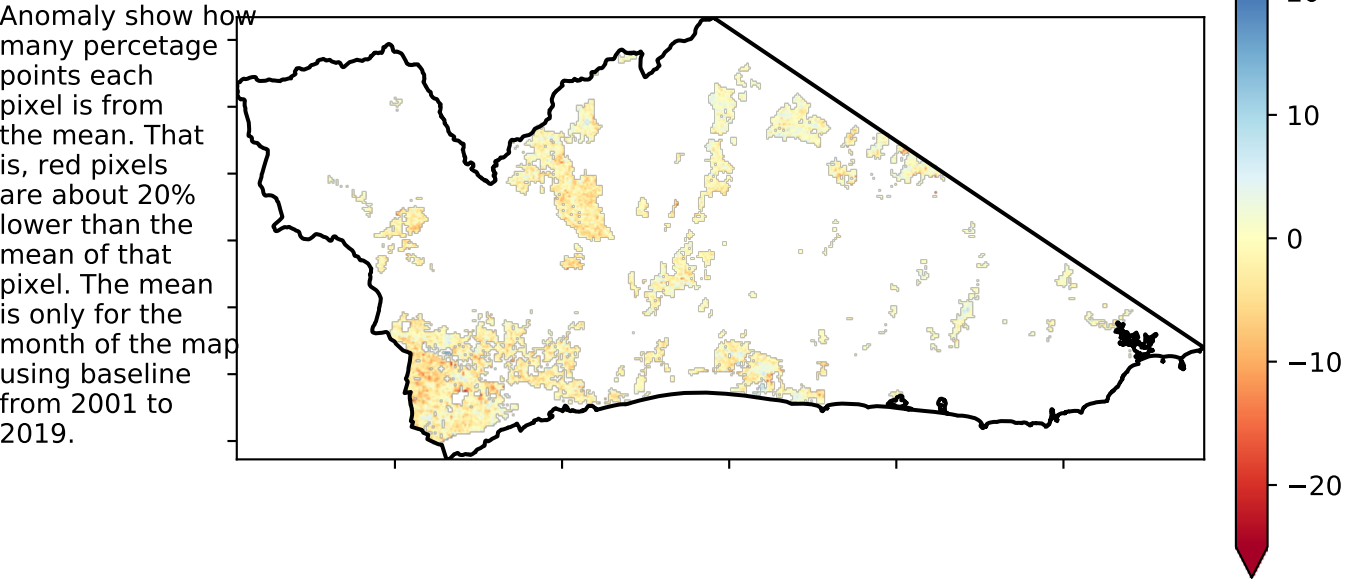 Anomaly show how
many percetage
points each
pixel is from
the mean. That
is, red pixels
are about 20%
lower than the
mean of that
pixel. The mean
is only for the
month of the map
using baseline
from 2001 to
2019.
10
0
−10
−20